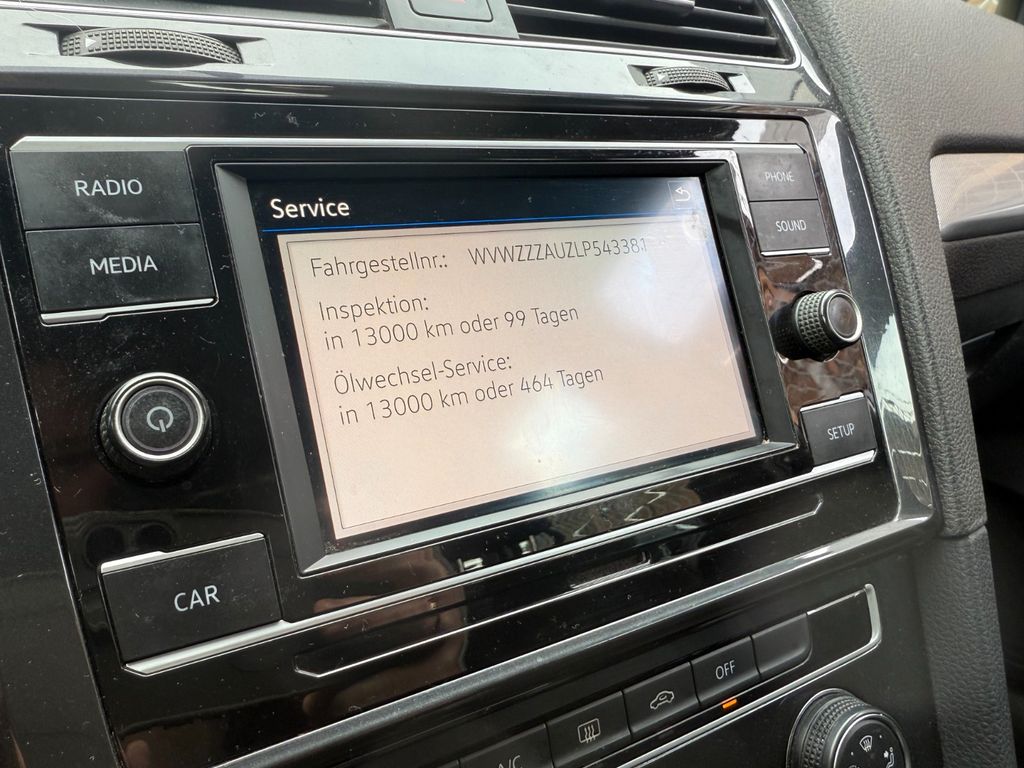 RADIO
MEDIA
Service
Fahrgestellnr.: WVWZZZAUZLP543381
Inspektion:
in 13000 km oder 99 Tagen
Ölwechsel-Service:
in 13000 km oder 464 Tagen
PHONE
SOUND
SETUP
CAR
A/C
OFF